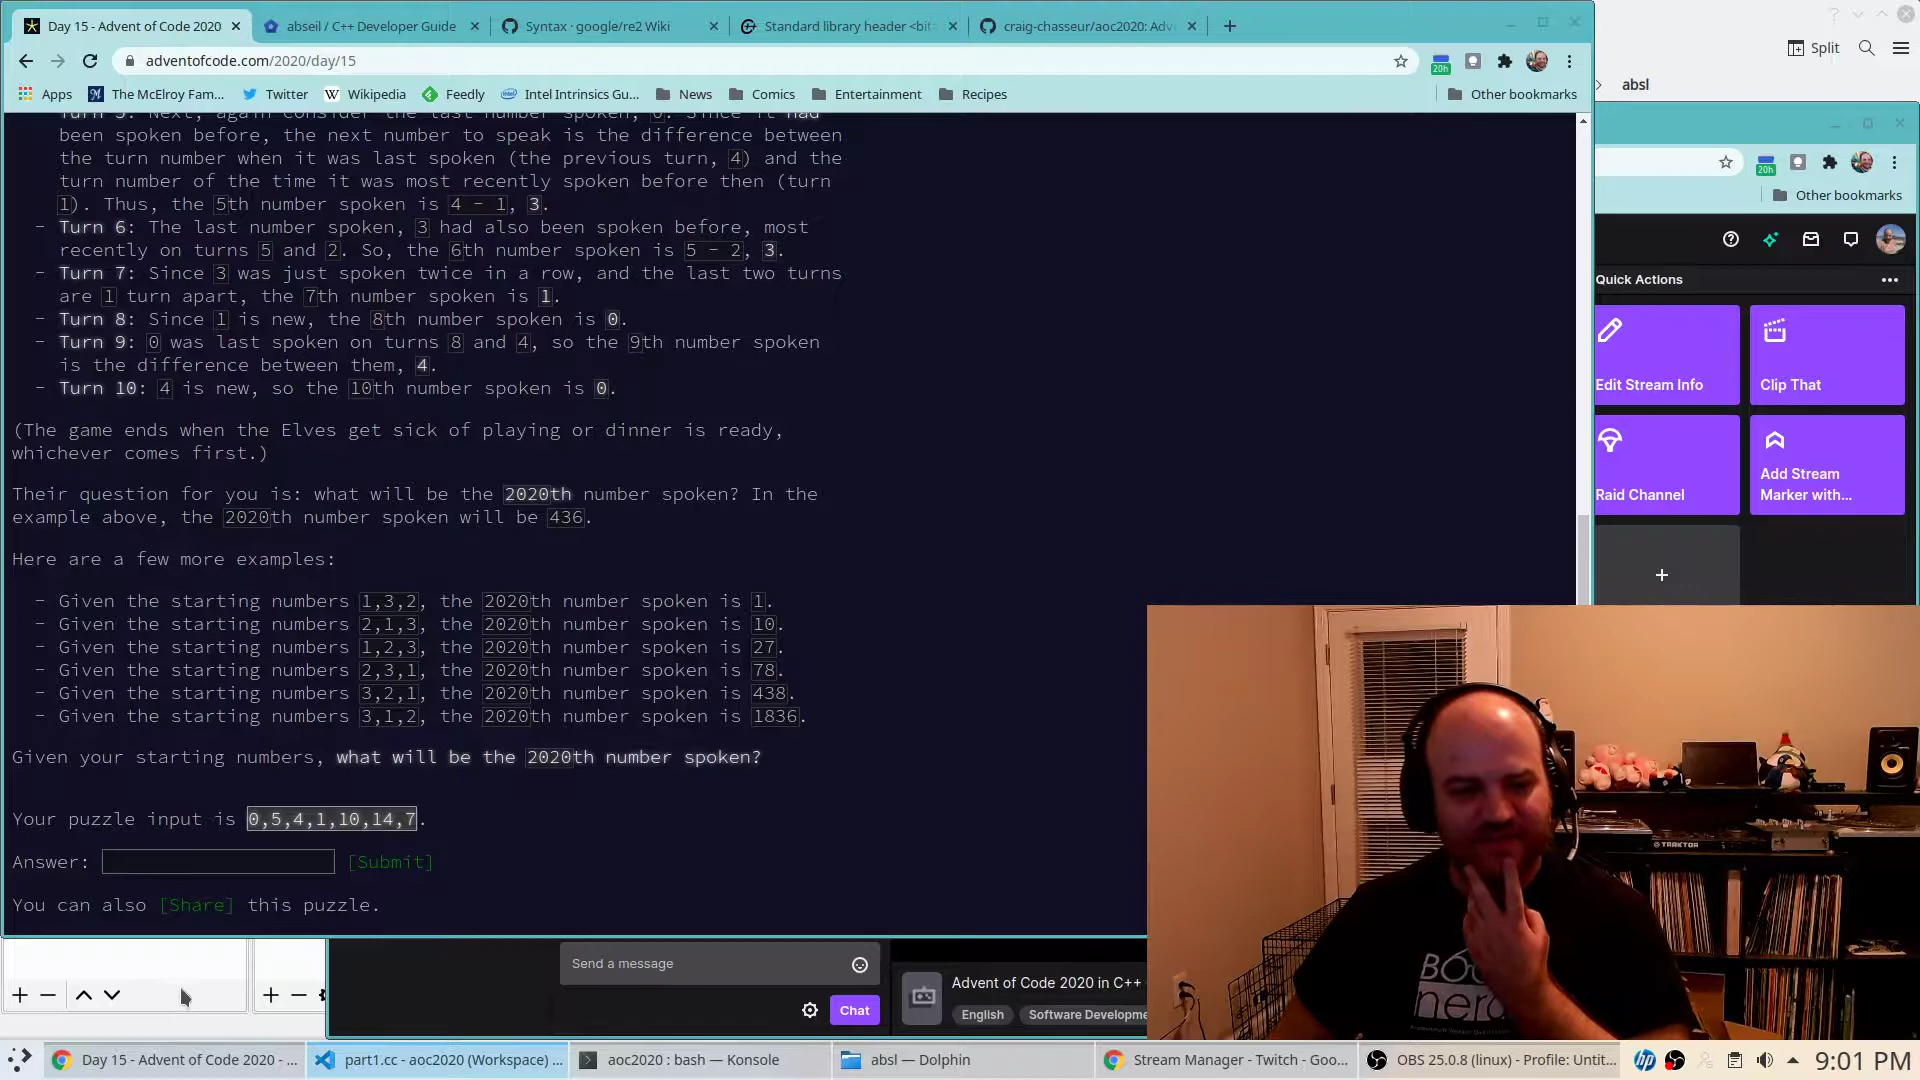 Day 15 - Advent of Code 2020
abseil / C++ Developer Guide
Syntax · google/re2 Wiki
Standard library header <bit
craig-chasseur/aoc2020: Adv
adventofcode.com/2020/day/15
20h
Split
absl
Apps
The McElroy Fam...
Twitter
Wikipedia
Feedly
Intel Intrinsics Gu...
News
Comics
Entertainment
Recipes
Other bookmarks
20h
Other bookmarks
Turn 5: Next, again consider the last number spoken, 0. Since it had
been spoken before, the next number to speak is the difference between
the turn number when it was last spoken (the previous turn, 4) and the
turn number of the time it was most recently spoken before then (turn
1). Thus, the 5th number spoken is 4 - 1, 3.
- Turn 6: The last number spoken, 3 had also been spoken before, most
recently on turns 5 and 2. So, the 6th number spoken is 5 - 2, 3.
- Turn 7: Since 3 was just spoken twice in a row, and the last two turns
are 1 turn apart, the 7th number spoken is 1.
- Turn 8: Since 1 is new, the 8th number spoken is 0.
- Turn 9: 0 was last spoken on turns 8 and 4, so the 9th number spoken
is the difference between them, 4.
- Turn 10: 4 is new, so the 10th number spoken is 0.
(The game ends when the Elves get sick of playing or dinner is ready,
whichever comes first.)
Their question for you is: what will be the 2020th number spoken? In the
example above, the 2020th number spoken will be 436.
Here are a few more examples:
- Given the starting numbers 1,3,2, the 2020th number spoken is 1.
- Given the starting numbers 2,1,3, the 2020th number spoken is 10.
- Given the starting numbers 1,2,3, the 2020th number spoken is 27.
- Given the starting numbers 2,3,1, the 2020th number spoken is 78.
- Given the starting numbers 3,2,1, the 2020th number spoken is 438.
- Given the starting numbers 3,1,2, the 2020th number spoken is 1836.
Given your starting numbers, what will be the 2020th number spoken?
Your puzzle input is 0,5,4,1,10,14,7.
Answer: [Submit]
You can also [Share] this puzzle.
Quick Actions
Edit Stream Info
Clip That
Raid Channel
Add Stream
Marker with...
Send a message
Chat
Advent of Code 2020 in C++
English
Software Developme
TRAKTOR
BO
nerd
Day 15 - Advent of Code 2020 - ...
part1.cc - aoc2020 (Workspace) ...
aoc2020 : bash — Konsole
absl — Dolphin
Stream Manager - Twitch - Goo...
OBS 25.0.8 (linux) - Profile: Untit...
hp
9:01 PM